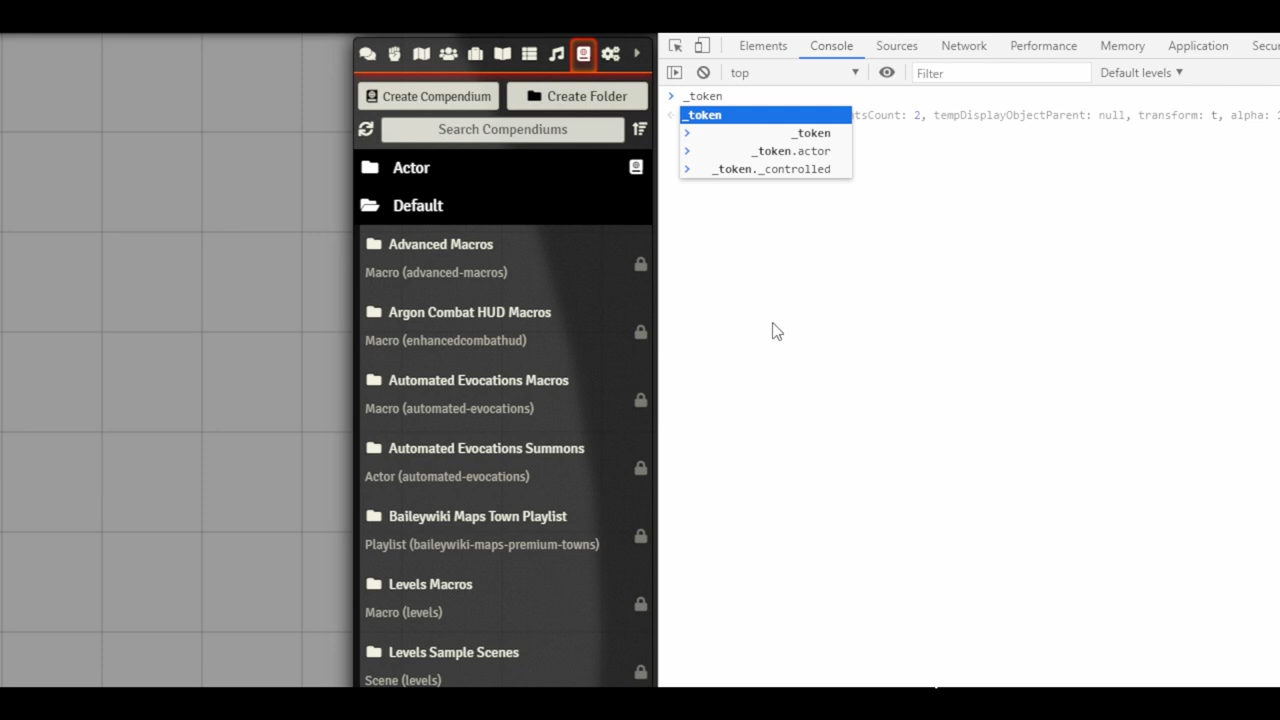 Create Compendium
Create Folder
Search Compendiums
Actor
Default
Advanced Macros
Macro (advanced-macros)
Argon Combat HUD Macros
Macro (enhancedcombathud)
Automated Evocations Macros
Macro (automated-evocations)
Automated Evocations Summons
Actor (automated-evocations)
Baileywiki Maps Town Playlist
Playlist (baileywiki-maps-premium-towns)
Levels Macros
Macro (levels)
Levels Sample Scenes
Scene (levels)
Elements Console Sources Network Performance Memory Application Secu
top Filter Default levels
_token
_token
tsCount: 2, tempDisplayObjectParent: null, transform: t, alpha: 1
_token
_token.actor
_token._controlled